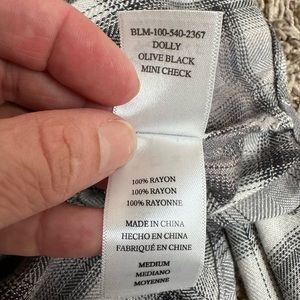 BLM-100-540-2367
DOLLY
OLIVE BLACK
MINI CHECK
100% RAYON
100% RAYON
100% RAYONNE
MADE IN CHINA
HECHO EN CHINA
FABRIQUÉ EN CHINE
MEDIUM
MEDIANO
MOYENNE